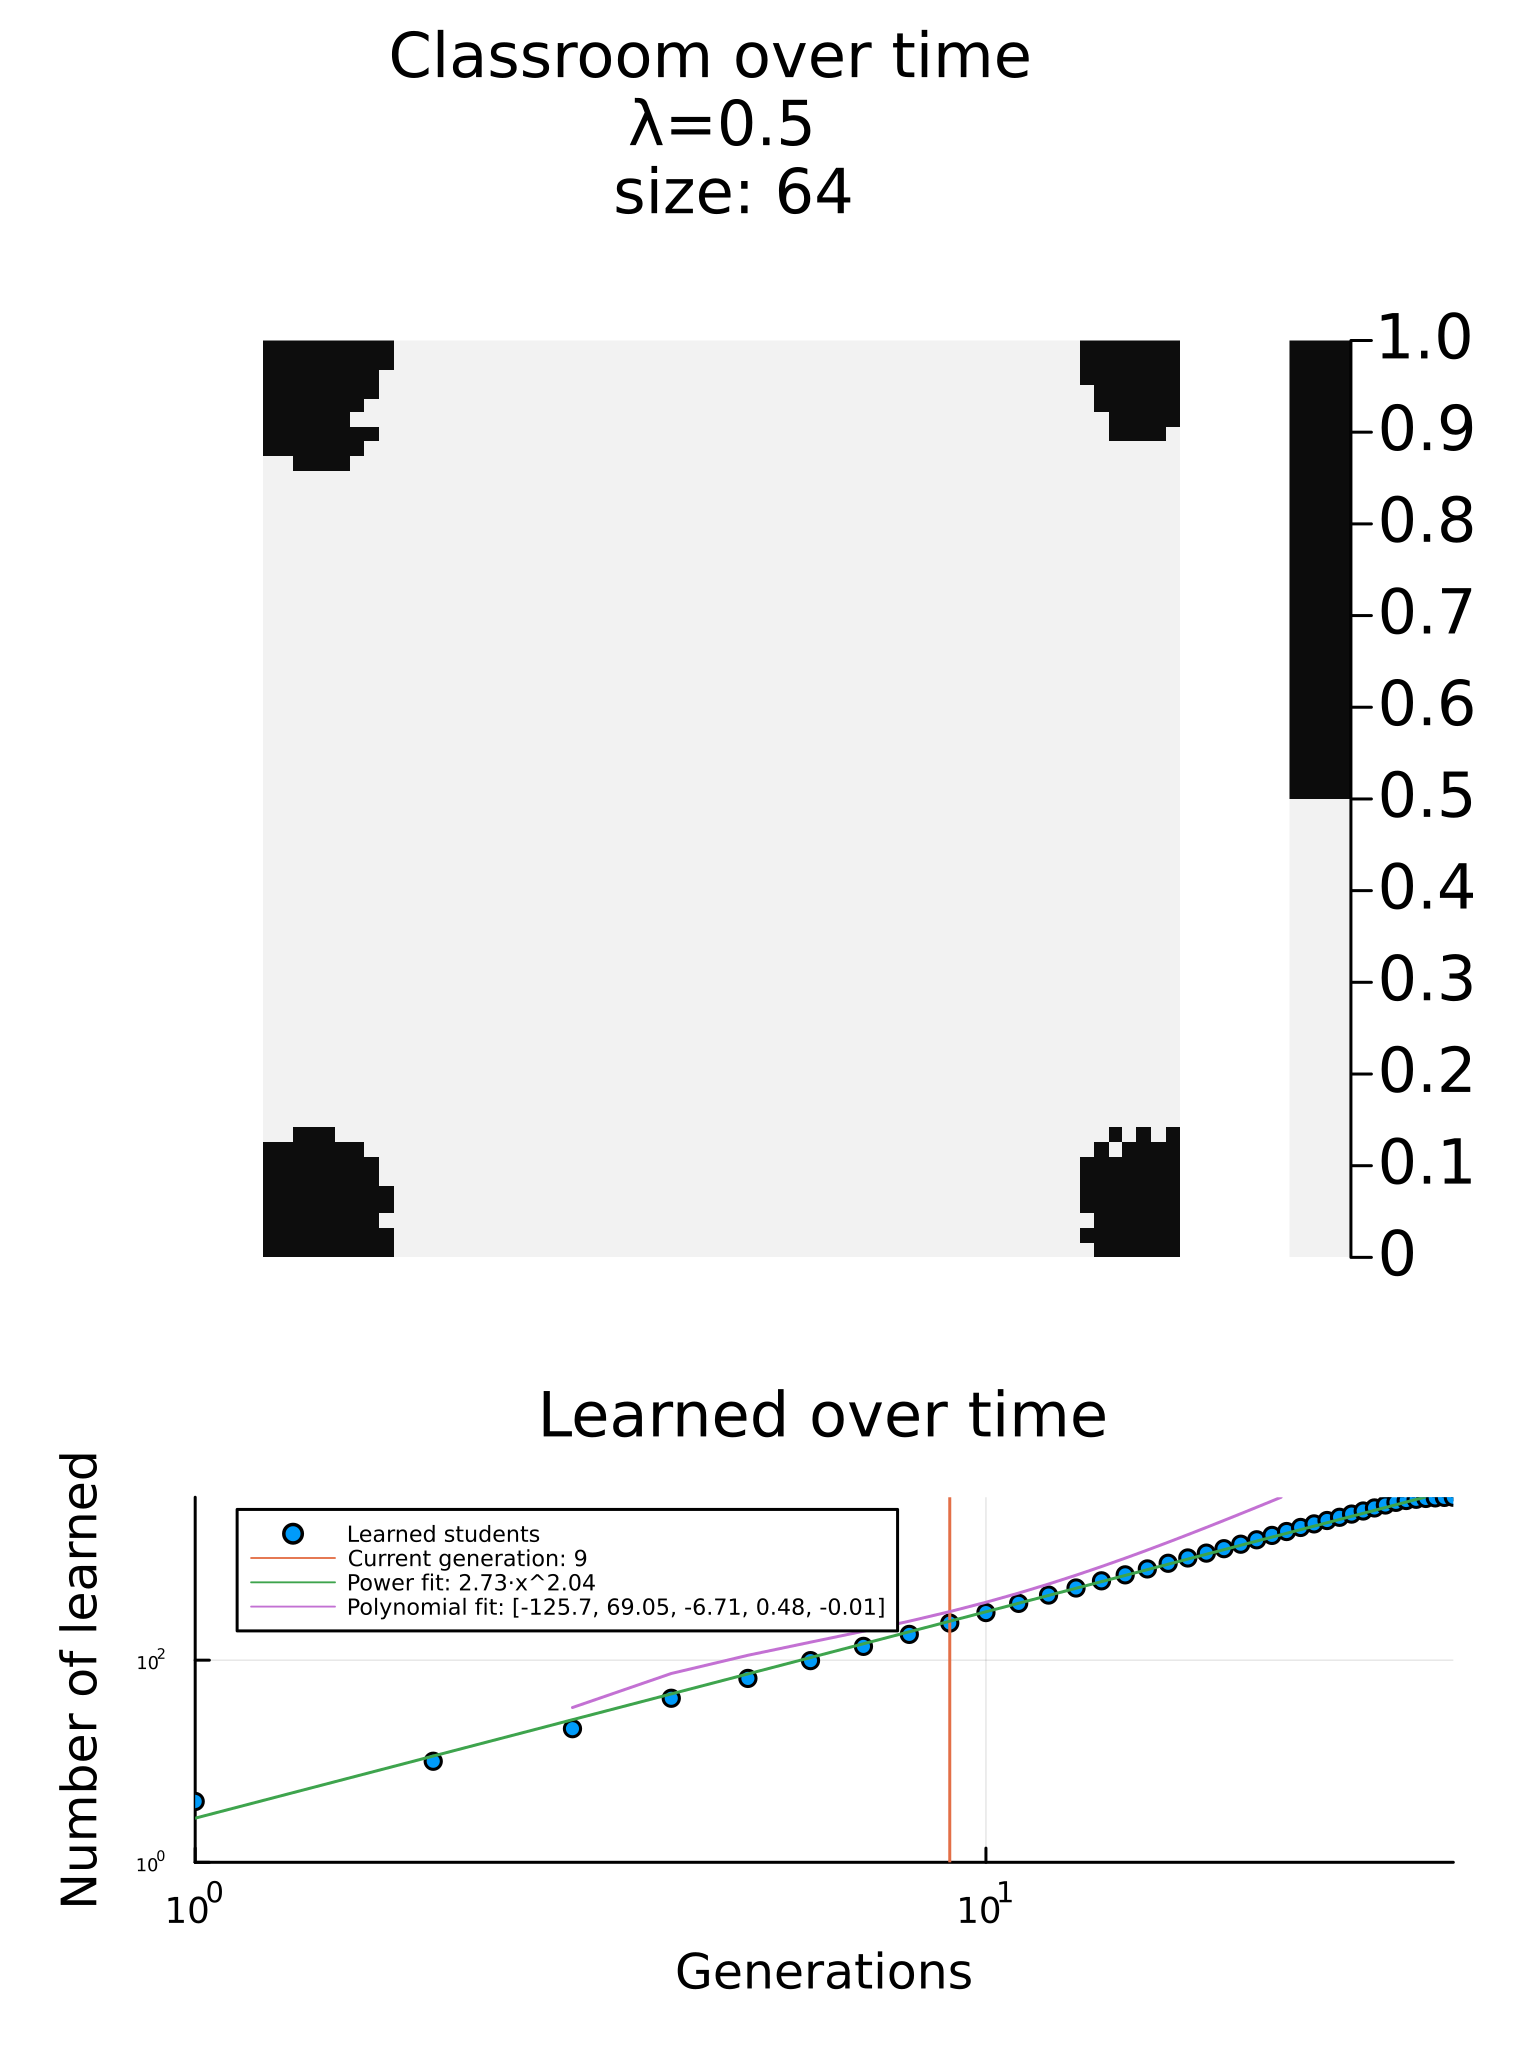 Classroom over time
λ=0.5
size: 64
1.0
0.9
0.8
0.7
0.6
0.5
0.4
0.3
0.2
0.1
0
Learned over time
Number of learned
Learned students
Current generation: 9
Power fit: 2.73·x^2.04
Polynomial fit: [-125.7, 69.05, -6.71, 0.48, -0.01]
10²
10⁰
10⁰ 10¹
Generations